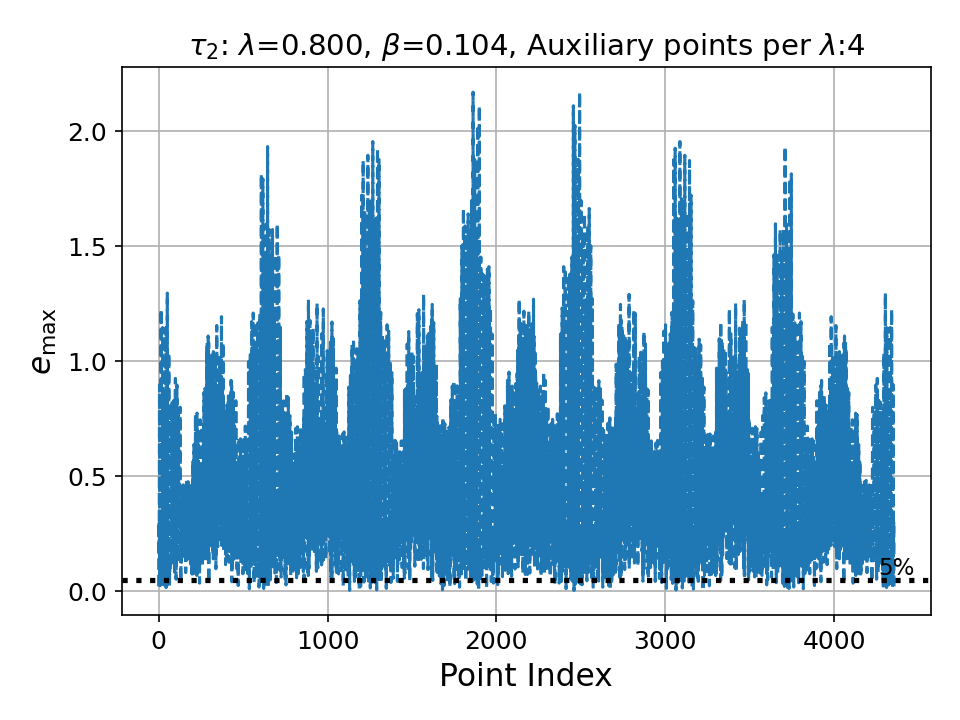 τ₂: λ=0.800, β=0.104, Auxiliary points per λ:4
2.0
1.5
1.0
0.5
0.0
e_max
5%
0 1000 2000 3000 4000
Point Index